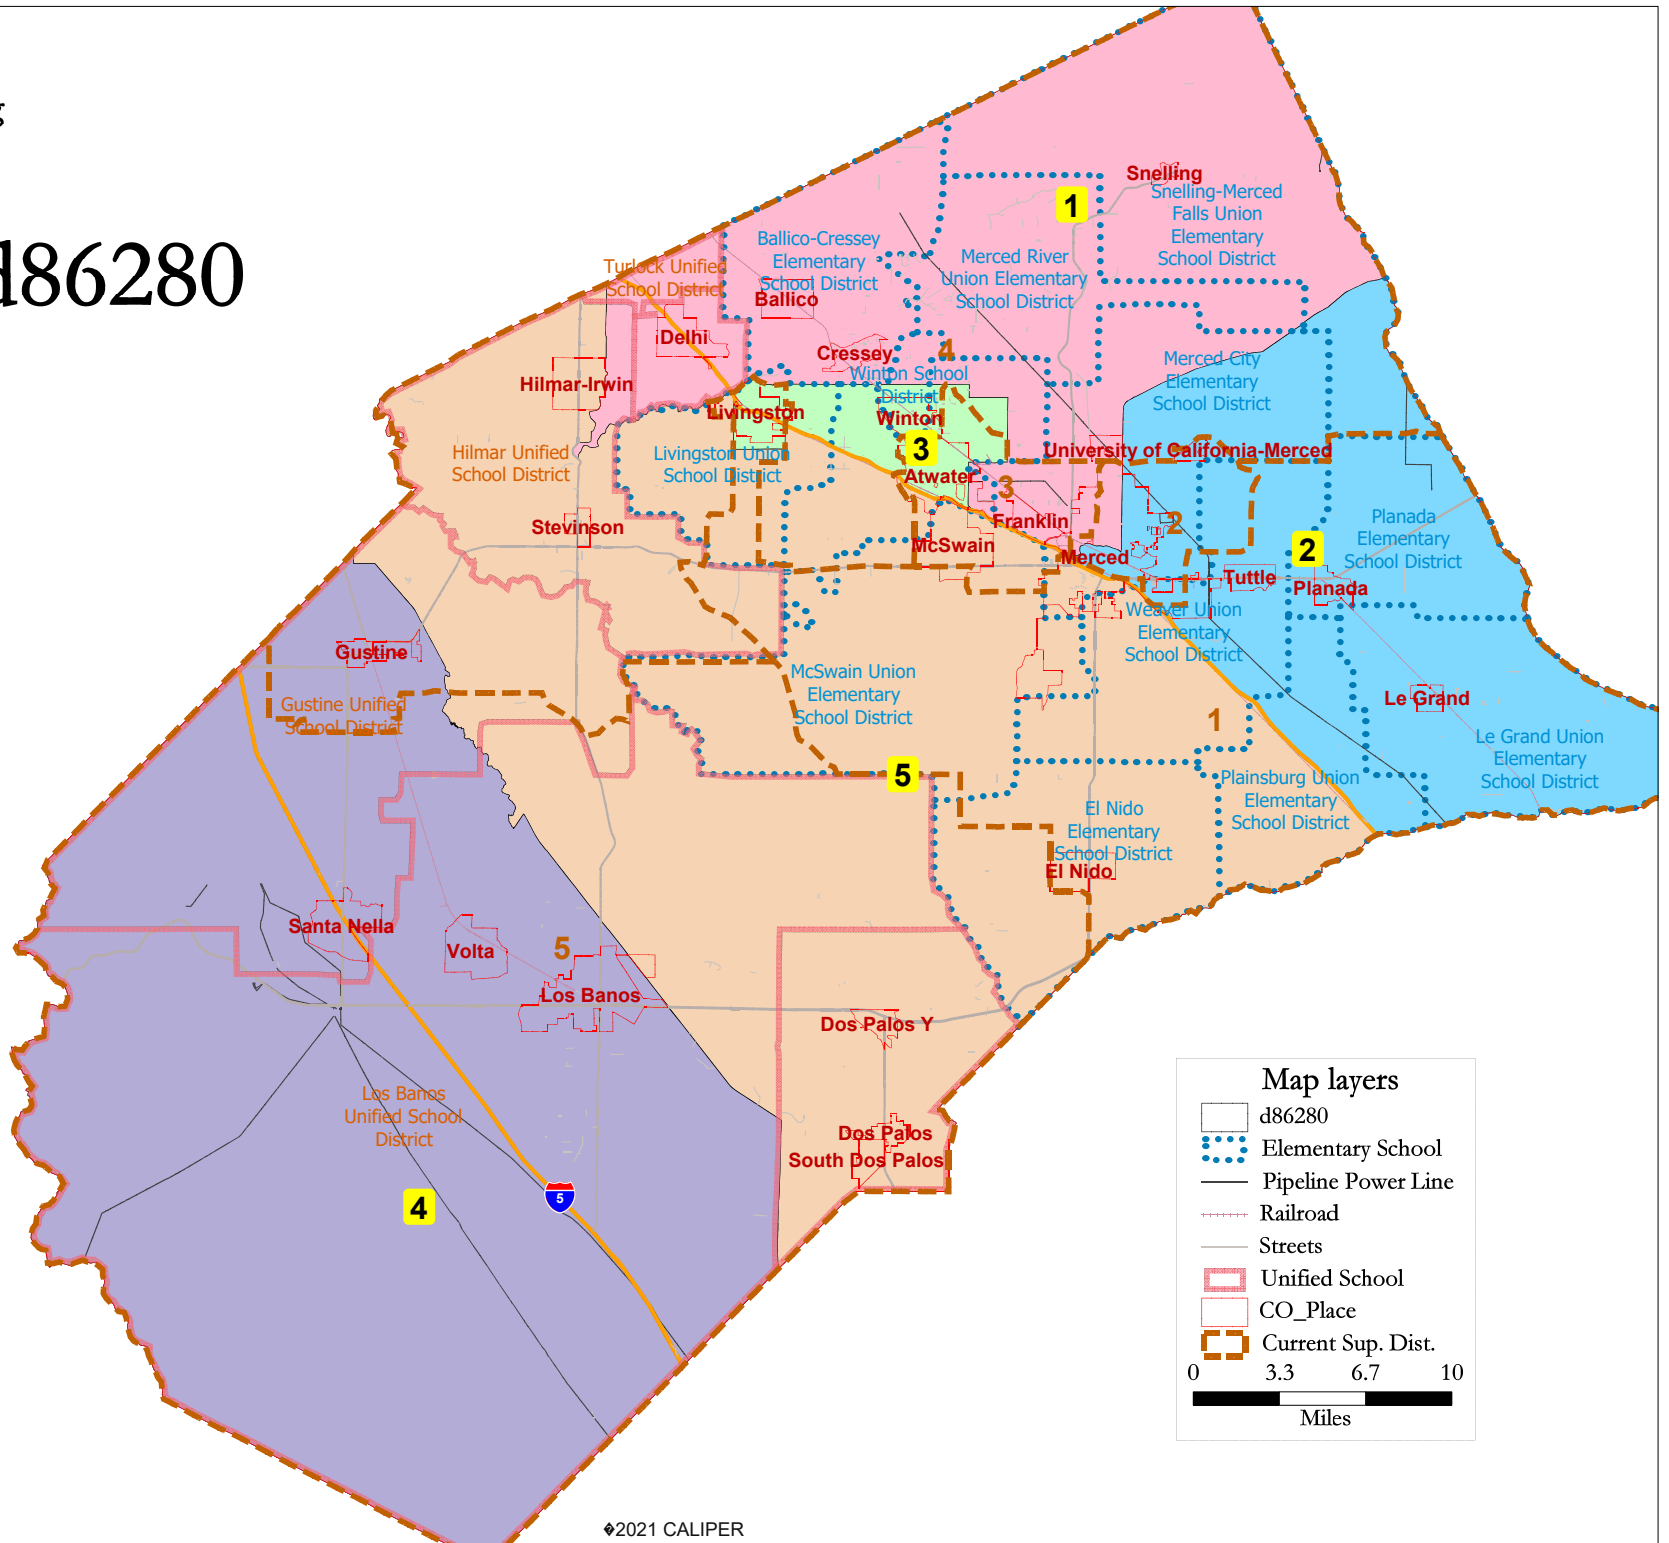 g
d86280
Snelling
Snelling-Merced
Falls Union
Elementary
School District
1
Ballico-Cressey
Elementary
School District
Merced River
Union Elementary
School District
Turlock Unified
School District
Ballico
Delhi
Cressey
4
Winton School
District
Merced City
Elementary
School District
Hilmar-Irwin
Livingston
Winton
3
Hilmar Unified
School District
Livingston Union
School District
University of California-Merced
Atwater
3
Stevinson
Franklin
2
McSwain
Merced
Planada
Elementary
School District
2
Tuttle
Planada
Weaver Union
Elementary
School District
Gustine
Gustine Unified
School District
McSwain Union
Elementary
School District
Le Grand
1
Le Grand Union
Elementary
School District
5
Plainsburg Union
Elementary
School District
El Nido
Elementary
School District
El Nido
Santa Nella
Volta
5
Los Banos
Dos Palos Y
Los Banos
Unified School
District
Dos Palos
South Dos Palos
4
5
Map layers
d86280
Elementary School
Pipeline Power Line
Railroad
Streets
Unified School
CO_Place
Current Sup. Dist.
0 3.3 6.7 10
Miles
�2021 CALIPER